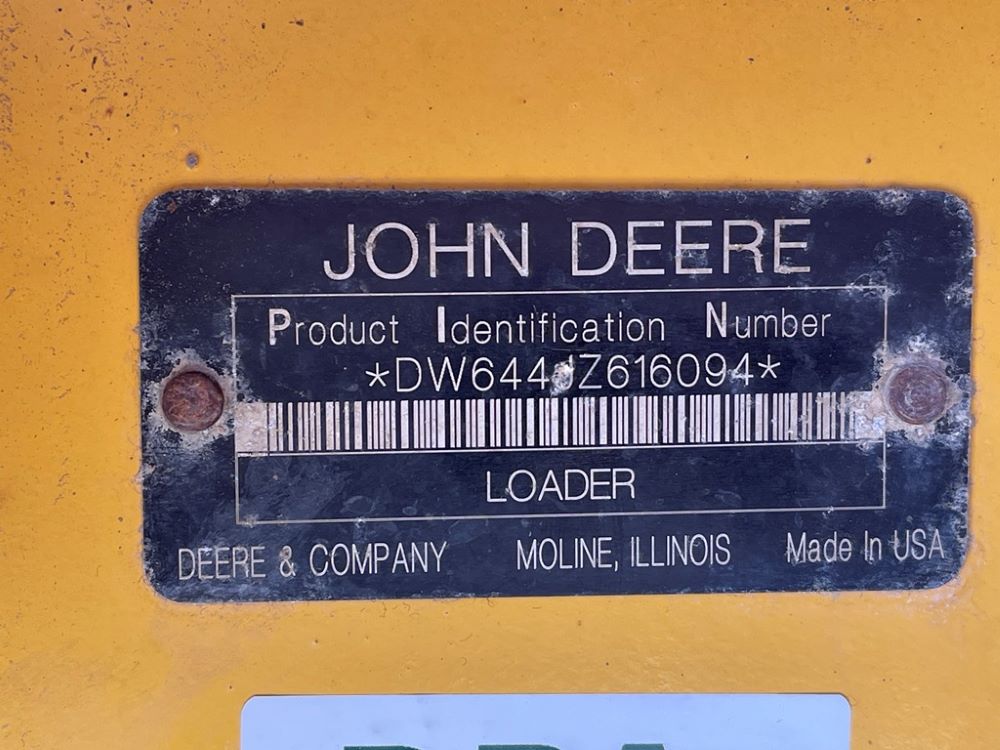 JOHN DEERE
Product Identification Number
*DW644JZ616094*
LOADER
DEERE & COMPANY MOLINE, ILLINOIS Made In USA